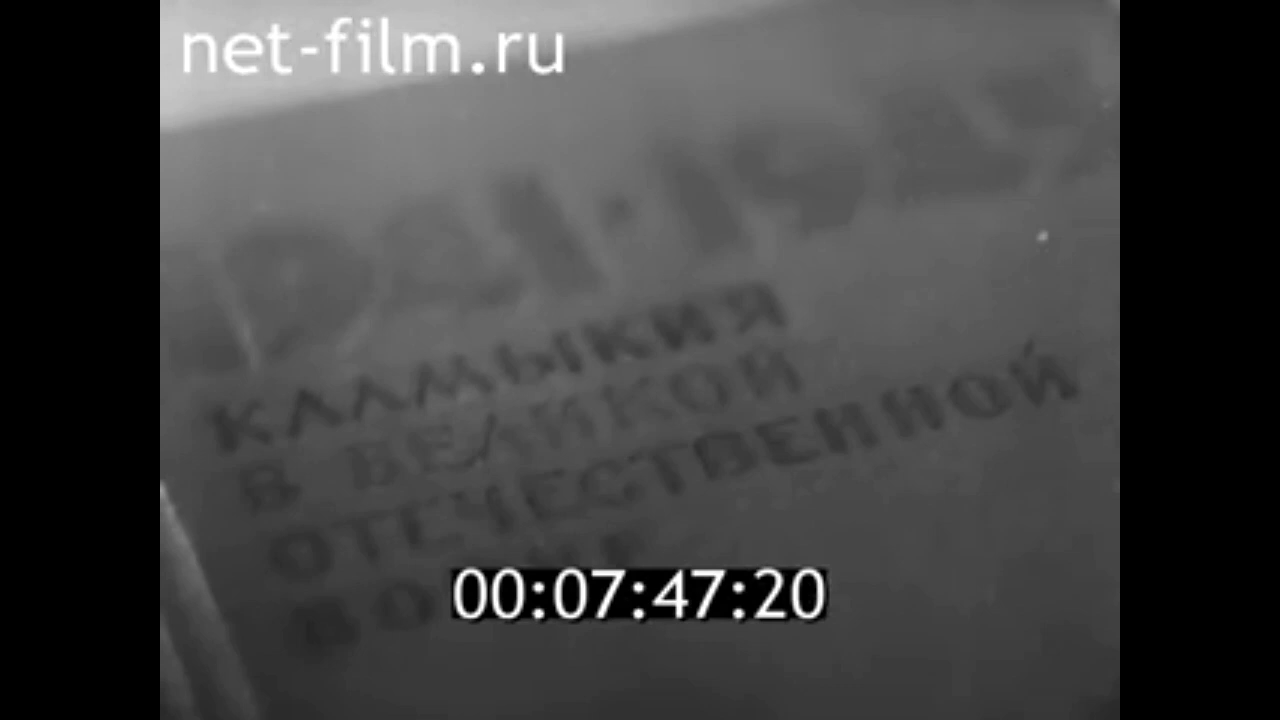 net-film.ru
КАЛМЫКИЯ
В ВЕЛИКОЙ
ОТЕЧЕСТВЕННОЙ
00:07:47:20